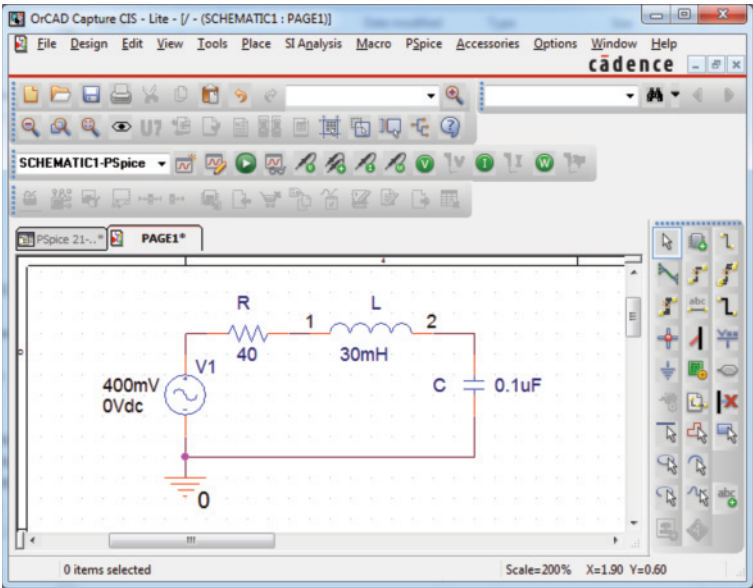 OrCAD Capture CIS - Lite - [/ - (SCHEMATIC1 : PAGE1)]
File Design Edit View Tools Place SI Analysis Macro PSpice Accessories Options Window Help
cādence
U?
SCHEMATIC1-PSpice
V
V
I
I
W
PSpice 21-..*
PAGE1*
abc
R
L
1
2
40
30mH
V1
400mV
0Vdc
C
0.1uF
0
abc
0 items selected
Scale=200% X=1.90 Y=0.60